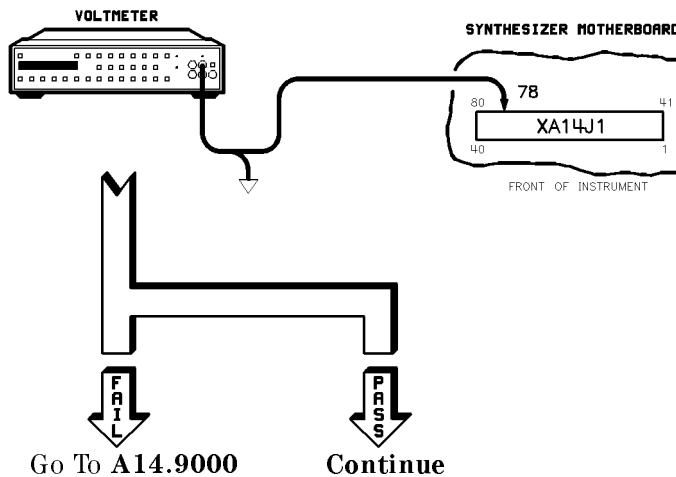 VOLTMETER
SYNTHESIZER MOTHERBOARD
78
80
41
XA14J1
40
1
FRONT OF INSTRUMENT
FAIL
PASS
Go To A14.9000
Continue